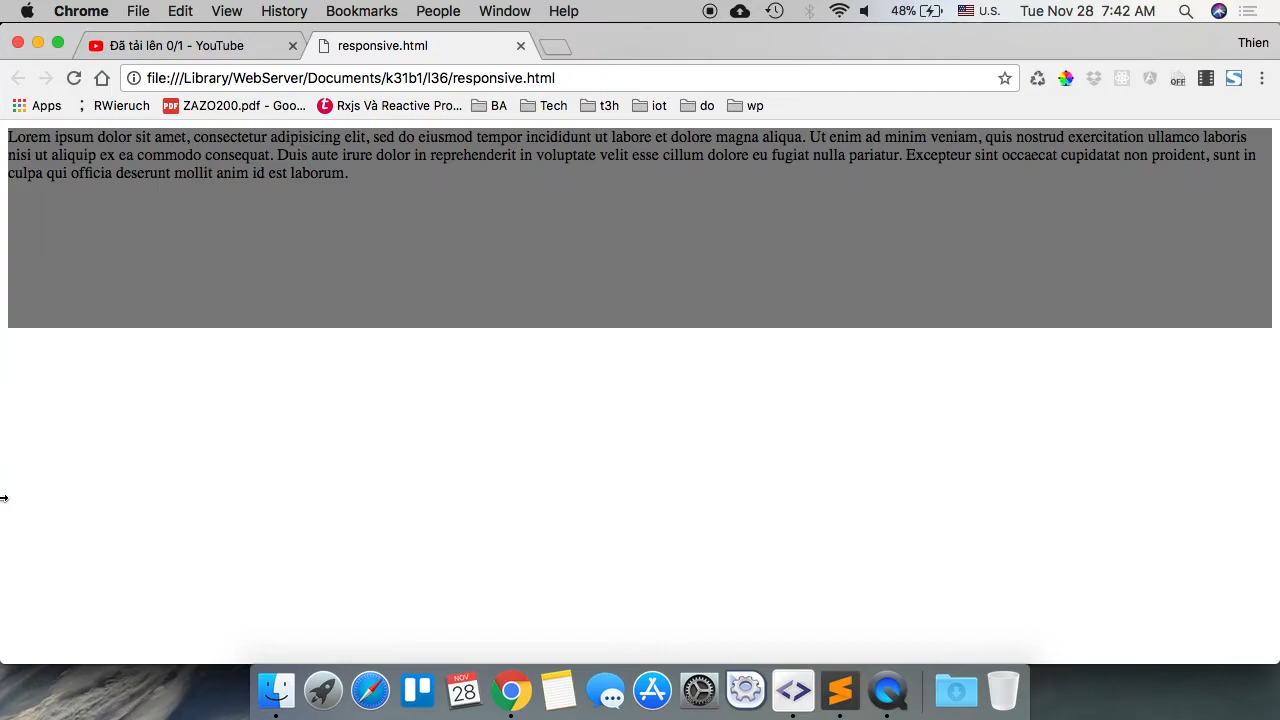 Chrome File Edit View History Bookmarks People Window Help 48% U.S. Tue Nov 28 7:42 AM
Đã tải lên 0/1 - YouTube responsive.html Thien
file:///Library/WebServer/Documents/k31b1/l36/responsive.html OFF
Apps RWieruch PDF ZAZO200.pdf - Goo... Rxjs Và Reactive Pro... BA Tech t3h iot do wp
Lorem ipsum dolor sit amet, consectetur adipisicing elit, sed do eiusmod tempor incididunt ut labore et dolore magna aliqua. Ut enim ad minim veniam, quis nostrud exercitation ullamco laboris
nisi ut aliquip ex ea commodo consequat. Duis aute irure dolor in reprehenderit in voluptate velit esse cillum dolore eu fugiat nulla pariatur. Excepteur sint occaecat cupidatat non proident, sunt in
culpa qui officia deserunt mollit anim id est laborum.
NOV
28